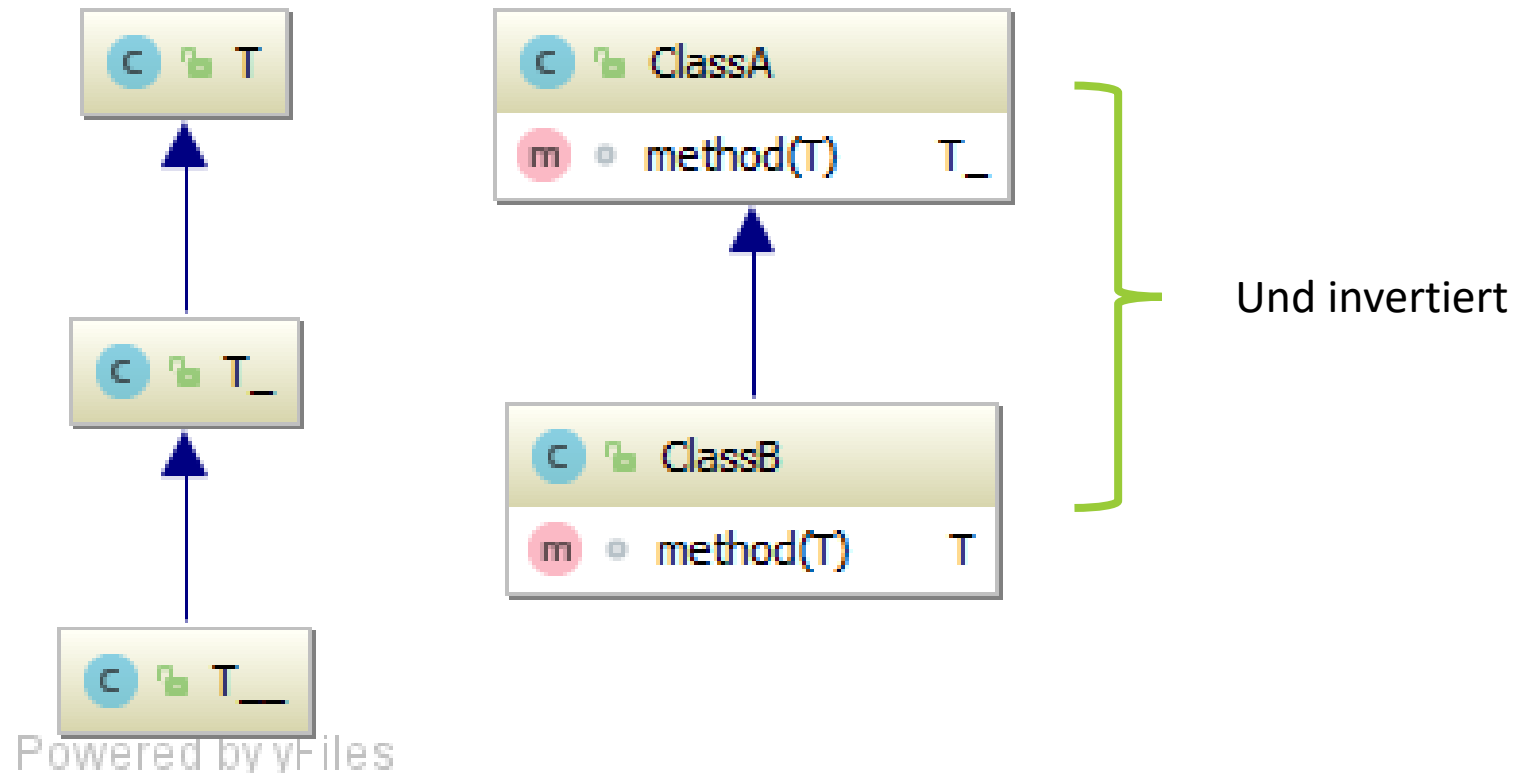 C T
C T_
C T__
C ClassA
m method(T) T_
C ClassB
m method(T) T
Und invertiert
Powered by yFiles